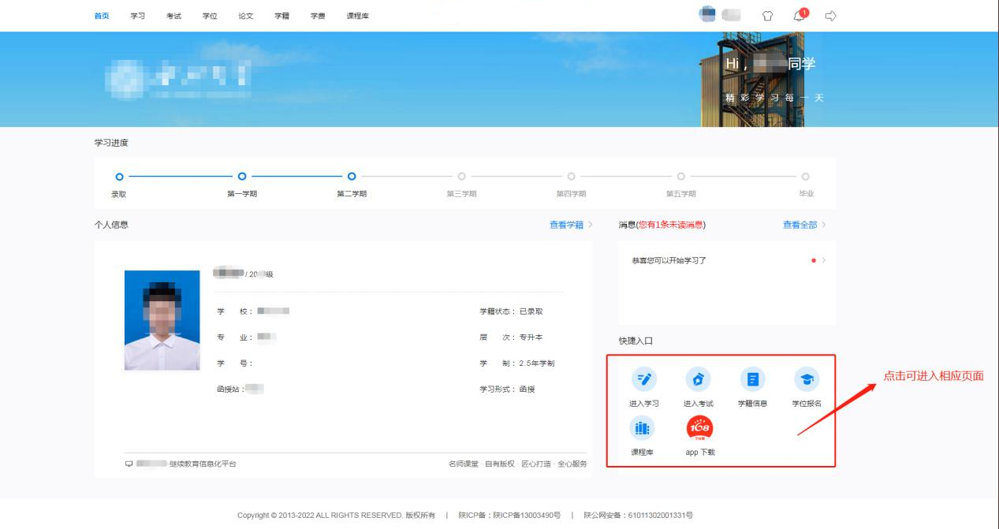 首页 学习 考试 学位 论文 学籍 学费 课程库
1
Hi， 同学
精彩学习每一天
学习进度
录取 第一学期 第二学期 第三学期 第四学期 第五学期 毕业
个人信息
查看学籍
消息(您有1条未读消息)
查看全部
/ 20 级
学 校：
学籍状态： 已录取
专 业：
层 次： 专升本
学 号：
学 制： 2.5年学制
函授站：
学习形式： 函授
-继续教育信息化平台
名师课堂 · 自有版权 · 匠心打造 · 全心服务
恭喜您可以开始学习了
快捷入口
进入学习 进入考试 学籍信息 学位报名
168
课程库 app 下载
点击可进入相应页面
Copyright © 2013-2022 ALL RIGHTS RESERVED. 版权所有 | 陕ICP备：陕ICP备13003490号 | 陕公网安备：61011302001331号